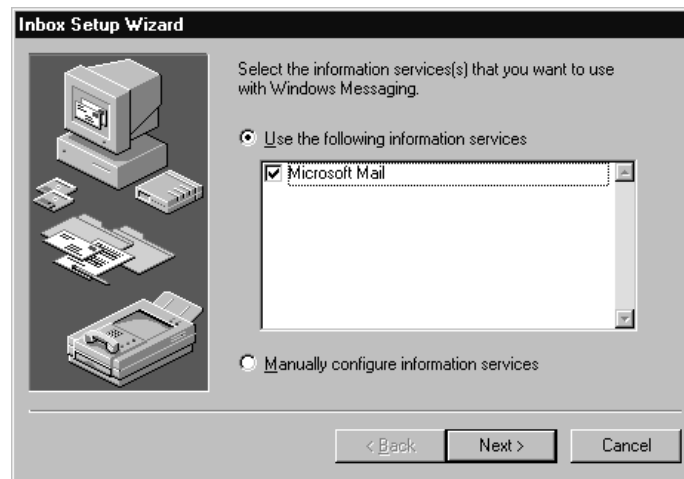 Inbox Setup Wizard
Select the information services(s) that you want to use
with Windows Messaging.
Use the following information services
Microsoft Mail
Manually configure information services
< Back
Next >
Cancel